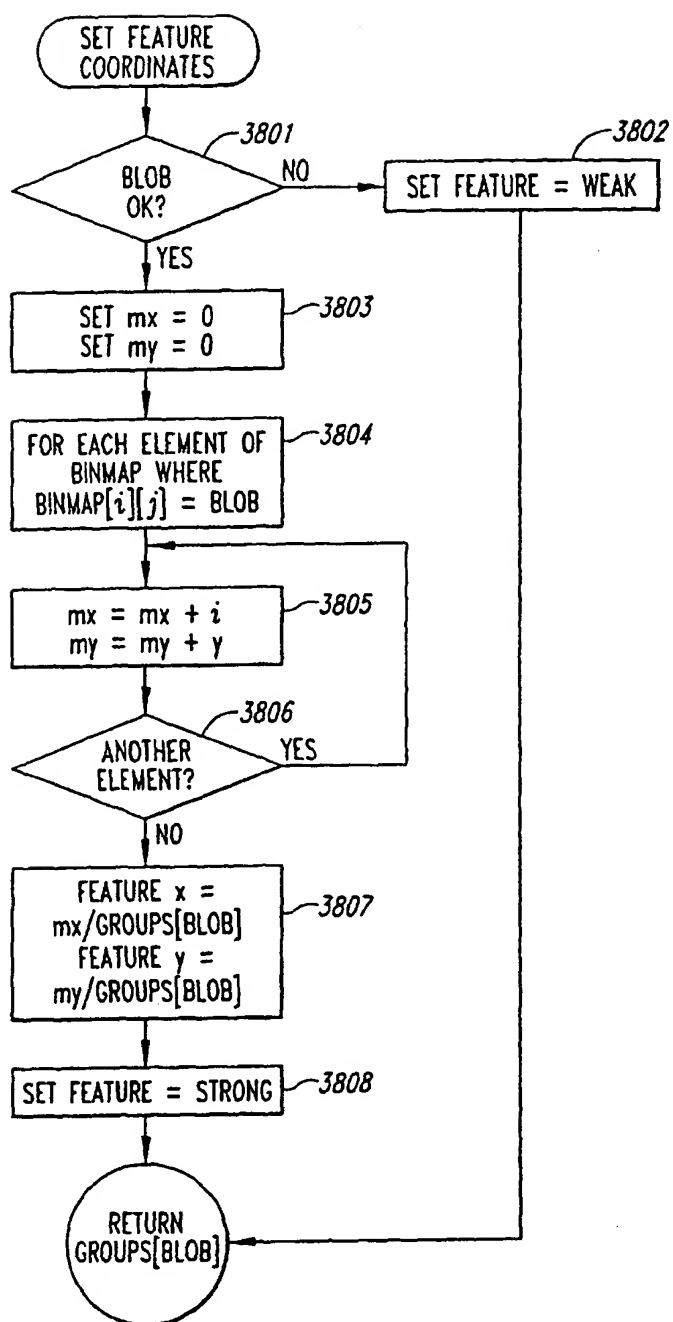 SET FEATURE
COORDINATES
3801
BLOB
OK?
NO
3802
SET FEATURE = WEAK
YES
SET mx = 0
SET my = 0
3803
FOR EACH ELEMENT OF
BINMAP WHERE
BINMAP[i][j] = BLOB
3804
mx = mx + i
my = my + y
3805
3806
ANOTHER
ELEMENT?
YES
NO
FEATURE x =
mx/GROUPS[BLOB]
FEATURE y =
my/GROUPS[BLOB]
3807
SET FEATURE = STRONG
3808
RETURN
GROUPS[BLOB]